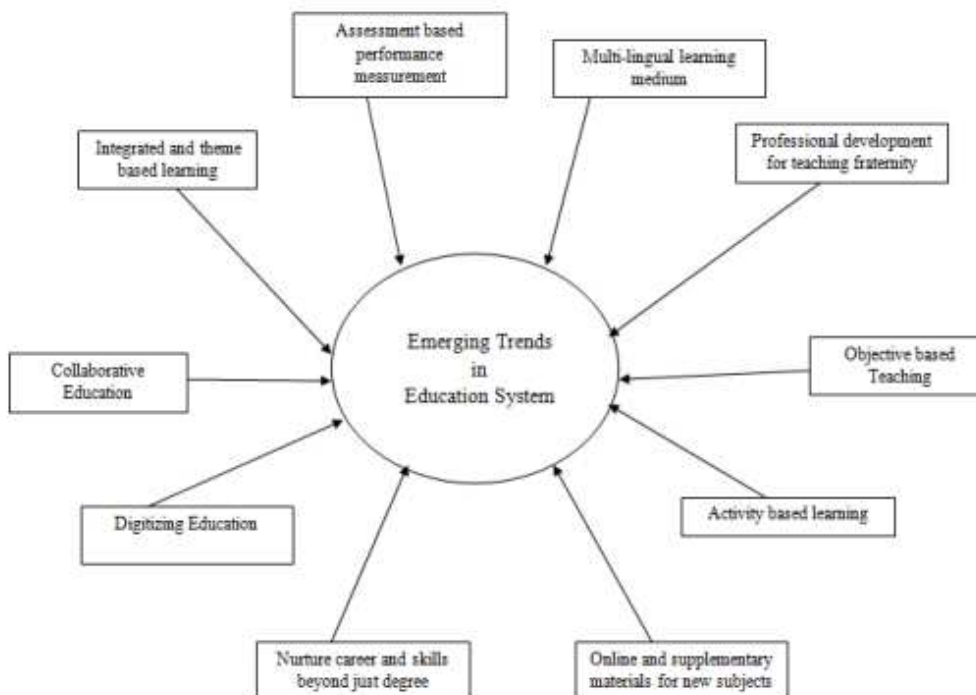 Assessment based
performance
measurement
Multi-lingual learning
medium
Integrated and theme
based learning
Professional development
for teaching fraternity
Emerging Trends
in
Education System
Collaborative
Education
Objective based
Teaching
Digitizing Education
Activity based learning
Nurture career and skills
beyond just degree
Online and supplementary
materials for new subjects